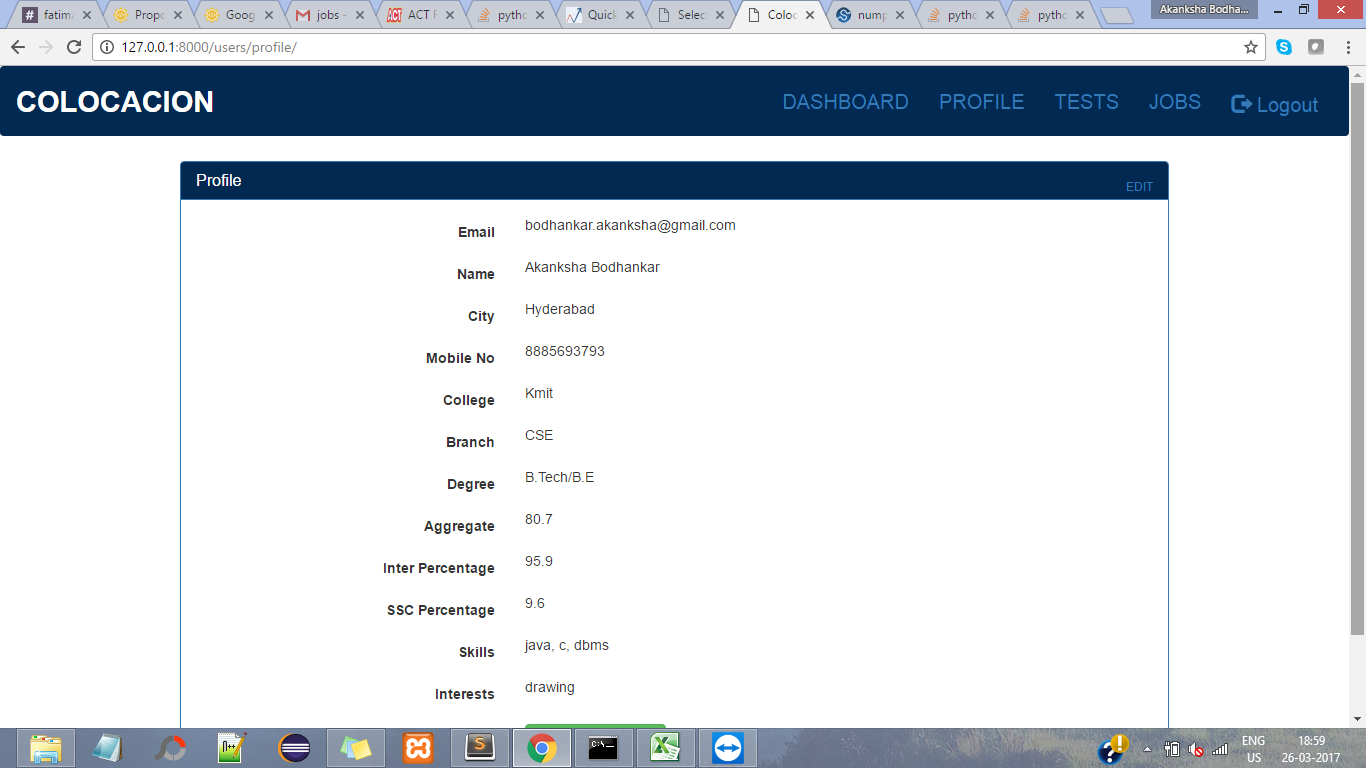 fatim
Propo
Goog
jobs -
ACT F
pytho
Quick
Select
Coloc
nump
pytho
pytho
Akanksha Bodha...
127.0.0.1:8000/users/profile/
COLOCACION
DASHBOARD PROFILE TESTS JOBS Logout
Profile
EDIT
Email bodhankar.akanksha@gmail.com
Name Akanksha Bodhankar
City Hyderabad
Mobile No 8885693793
College Kmit
Branch CSE
Degree B.Tech/B.E
Aggregate 80.7
Inter Percentage 95.9
SSC Percentage 9.6
Skills java, c, dbms
Interests drawing
ENG 18:59
US 26-03-2017